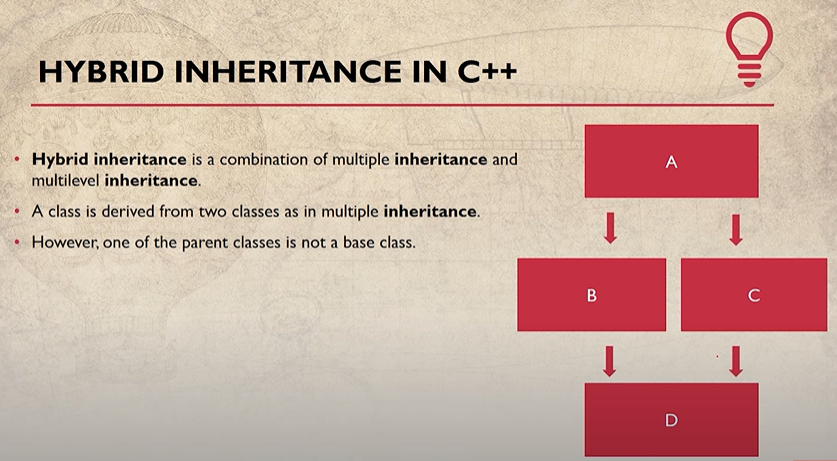 HYBRID INHERITANCE IN C++
• Hybrid inheritance is a combination of multiple inheritance and
multilevel inheritance.
• A class is derived from two classes as in multiple inheritance.
• However, one of the parent classes is not a base class.
A
B
C
D